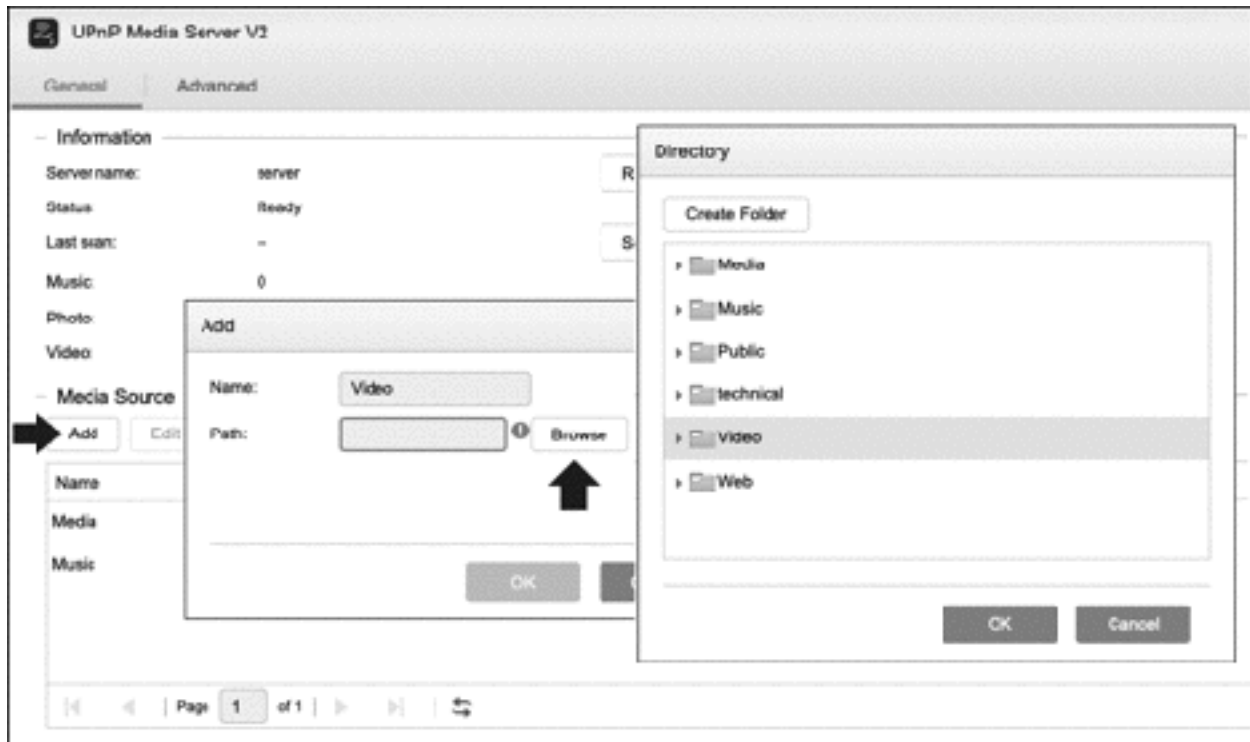 UPnP Media Server V2
General Advanced
Information
Server name: server
Status Ready
Last scan: --
Music: 0
Photo
Video:
Media Source
Add Edit
Name
Media
Music
Page 1 of 1
Add
Name: Video
Path: Browse
OK
Directory
Create Folder
Media
Music
Public
technical
Video
Web
OK Cancel